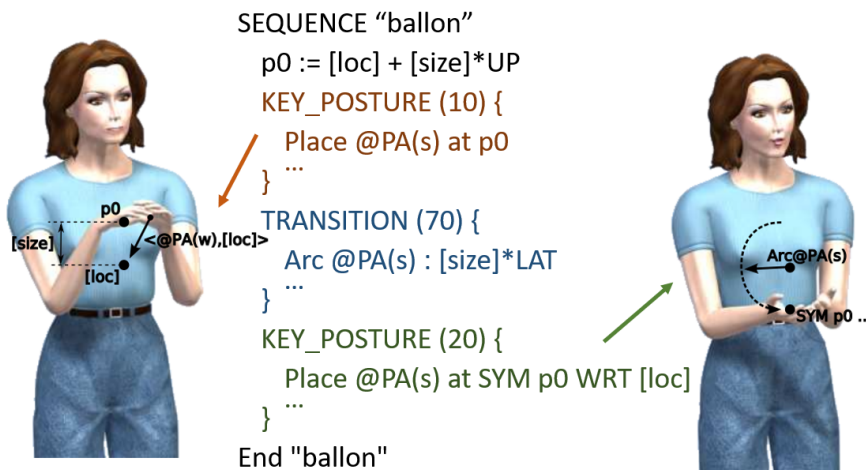 SEQUENCE “ballon”
p0 := [loc] + [size]*UP
KEY_POSTURE (10) {
Place @PA(s) at p0
...
}
TRANSITION (70) {
Arc @PA(s) : [size]*LAT
...
}
KEY_POSTURE (20) {
Place @PA(s) at SYM p0 WRT [loc]
...
}
End "ballon"
p0
[size]
<@PA(w),[loc]>
[loc]
Arc@PA(s)
SYM p0 ..